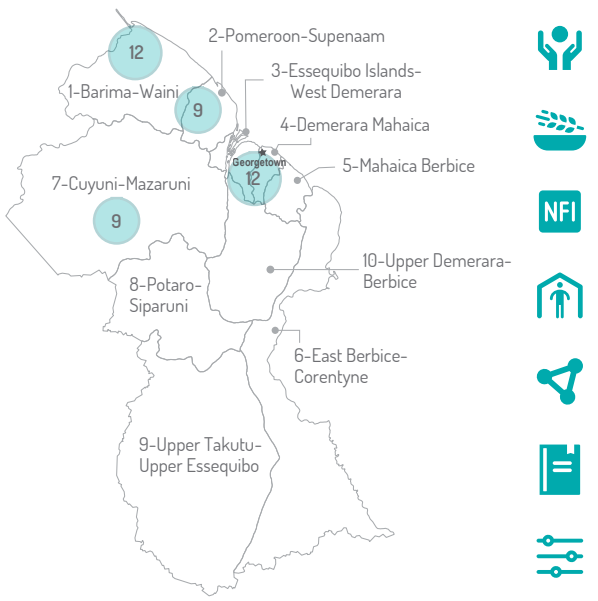 12
2-Pomeroon-Supenaam
3-Essequibo Islands-
West Demerara
1-Barima-Waini
9
4-Demerara Mahaica
Georgetown
12
5-Mahaica Berbice
7-Cuyuni-Mazaruni
9
NFI
10-Upper Demerara-
Berbice
8-Potaro-
Siparuni
6-East Berbice-
Corentyne
9-Upper Takutu-
Upper Essequibo